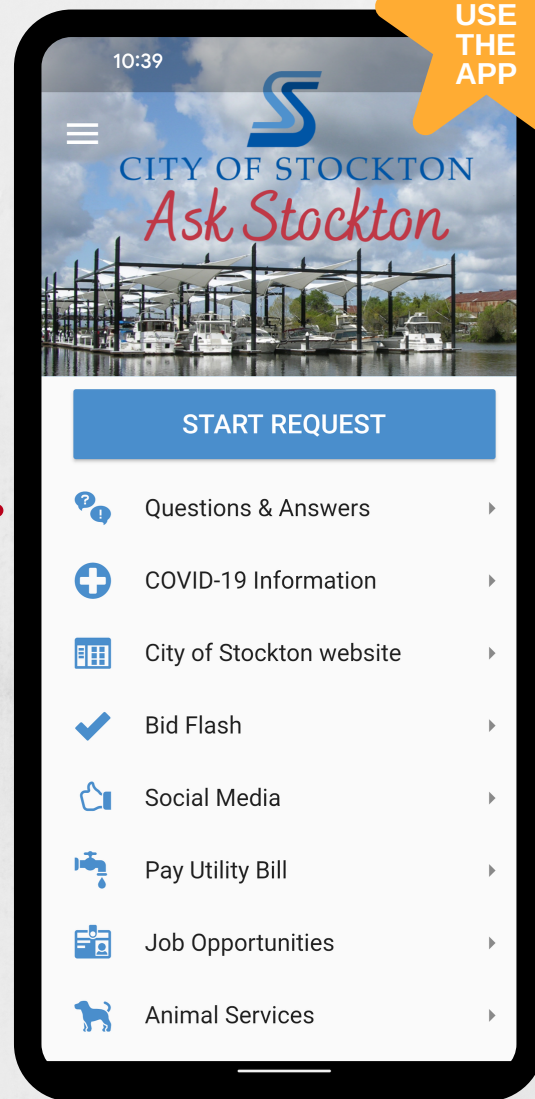 USE
THE
APP
10:39
CITY OF STOCKTON
Ask Stockton
START REQUEST
Questions & Answers
COVID-19 Information
City of Stockton website
Bid Flash
Social Media
Pay Utility Bill
Job Opportunities
Animal Services